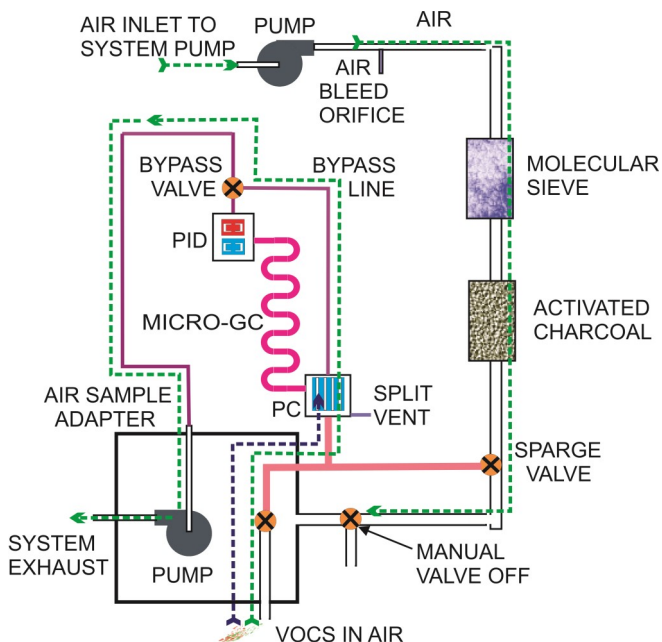 AIR INLET TO
SYSTEM PUMP
PUMP
AIR
AIR
BLEED
ORIFICE
BYPASS
VALVE
BYPASS
LINE
MOLECULAR
SIEVE
PID
MICRO-GC
ACTIVATED
CHARCOAL
PC
SPLIT
VENT
AIR SAMPLE
ADAPTER
SPARGE
VALVE
SYSTEM
EXHAUST
PUMP
MANUAL
VALVE OFF
VOCS IN AIR